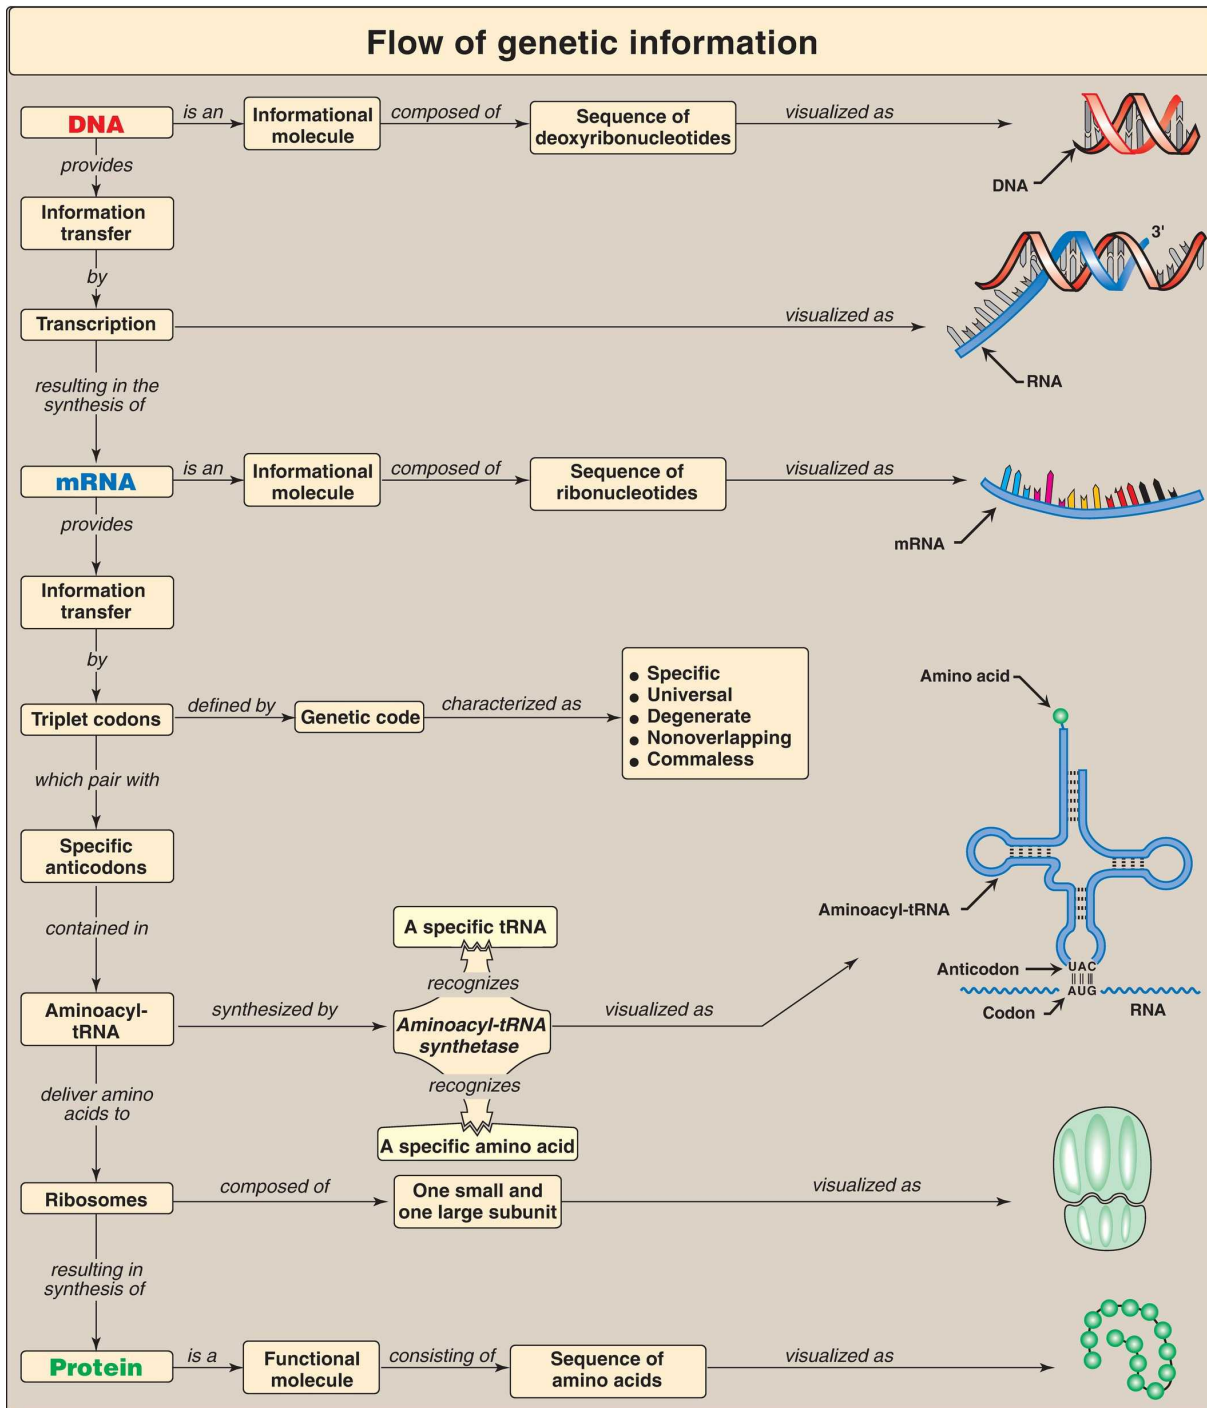 Flow of genetic information
DNA
is an
Informational
molecule
composed of
Sequence of
deoxyribonucleotides
visualized as
DNA
provides
Information
transfer
by
3'
Transcription
visualized as
RNA
resulting in the
synthesis of
mRNA
is an
Informational
molecule
composed of
Sequence of
ribonucleotides
visualized as
mRNA
provides
Information
transfer
by
Triplet codons
defined by
Genetic code
characterized as
● Specific
● Universal
● Degenerate
● Nonoverlapping
● Commaless
Amino acid
which pair with
Specific
anticodons
contained in
Aminoacyl-tRNA
Anticodon
UAC
AUG
Codon
RNA
Aminoacyl-
tRNA
synthesized by
A specific tRNA
recognizes
Aminoacyl-tRNA
synthetase
recognizes
A specific amino acid
visualized as
deliver amino
acids to
Ribosomes
composed of
One small and
one large subunit
visualized as
resulting in
synthesis of
Protein
is a
Functional
molecule
consisting of
Sequence of
amino acids
visualized as